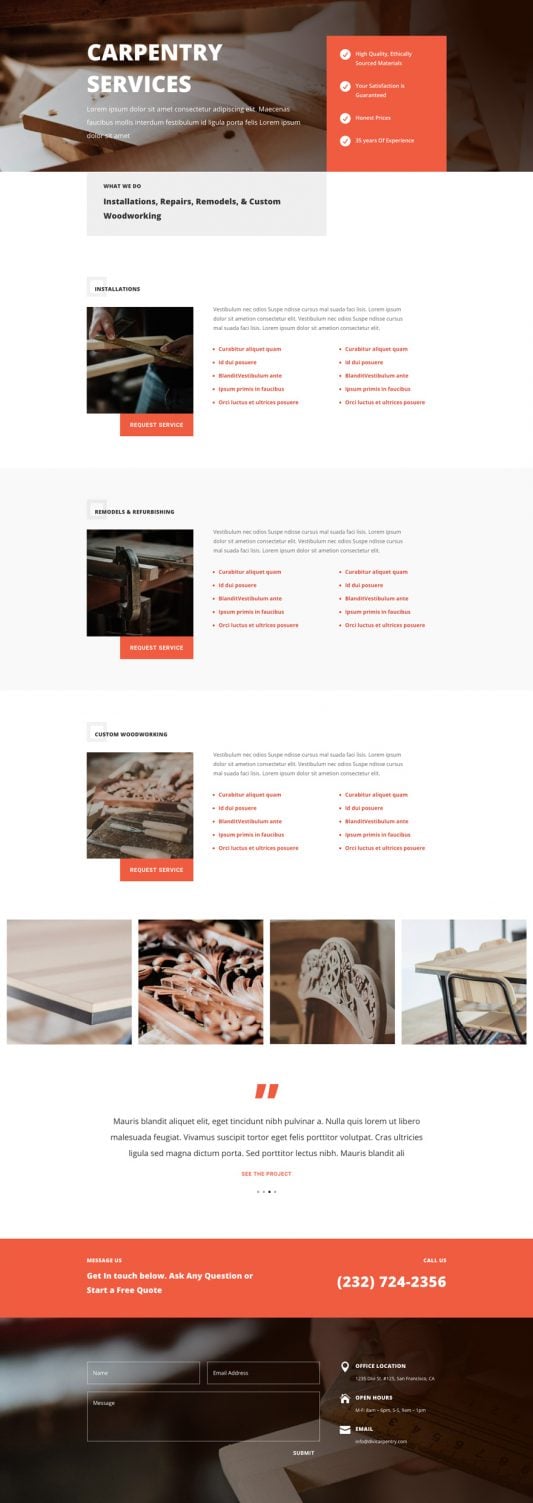 CARPENTRY
SERVICES
Lorem ipsum dolor sit amet consectetur adipiscing elit. Maecenas
faucibus mollis interdum festibulum id ligula porta felis Lorem ipsum
dolor sit amet
High Quality, Ethically
Sourced Materials
Your Satisfaction Is
Guaranteed
Honest Prices
35 years Of Experience
WHAT WE DO
Installations, Repairs, Remodels, & Custom
Woodworking
INSTALLATIONS
Vestibulum nec odios Suspe ndisse cursus mal suada faci lisis. Lorem ipsum
dolor sit ametion consectetur elit. Vestibulum nec odios Suspe ndisse cursus
mal suada faci lisis. Lorem ipsum dolor sit ametion consectetur elit.
• Curabitur aliquet quam
• Id dui posuere
• BlanditVestibulum ante
• Ipsum primis in faucibus
• Orci luctus et ultrices posuere
• Curabitur aliquet quam
• Id dui posuere
• BlanditVestibulum ante
• Ipsum primis in faucibus
• Orci luctus et ultrices posuere
REQUEST SERVICE
REMODELS & REFURBISHING
Vestibulum nec odios Suspe ndisse cursus mal suada faci lisis. Lorem ipsum
dolor sit ametion consectetur elit. Vestibulum nec odios Suspe ndisse cursus
mal suada faci lisis. Lorem ipsum dolor sit ametion consectetur elit.
• Curabitur aliquet quam
• Id dui posuere
• BlanditVestibulum ante
• Ipsum primis in faucibus
• Orci luctus et ultrices posuere
• Curabitur aliquet quam
• Id dui posuere
• BlanditVestibulum ante
• Ipsum primis in faucibus
• Orci luctus et ultrices posuere
REQUEST SERVICE
CUSTOM WOODWORKING
Vestibulum nec odios Suspe ndisse cursus mal suada faci lisis. Lorem ipsum
dolor sit ametion consectetur elit. Vestibulum nec odios Suspe ndisse cursus
mal suada faci lisis. Lorem ipsum dolor sit ametion consectetur elit.
• Curabitur aliquet quam
• Id dui posuere
• BlanditVestibulum ante
• Ipsum primis in faucibus
• Orci luctus et ultrices posuere
• Curabitur aliquet quam
• Id dui posuere
• BlanditVestibulum ante
• Ipsum primis in faucibus
• Orci luctus et ultrices posuere
REQUEST SERVICE
"
Mauris blandit aliquet elit, eget tincidunt nibh pulvinar a. Nulla quis lorem ut libero
malesuada feugiat. Vivamus suscipit tortor eget felis porttitor volutpat. Cras ultricies
ligula sed magna dictum porta. Sed porttitor lectus nibh. Mauris blandit ali
SEE THE PROJECT
MESSAGE US
Get in touch below. Ask Any Question or
Start a Free Quote
CALL US
(232) 724-2356
Name
Email Address
Message
SUBMIT
OFFICE LOCATION
1235 Divi St. #125, San Francisco, CA
OPEN HOURS
M-F: 8am – 6pm, S-S, 9am – 1pm
EMAIL
info@divicarpentry.com